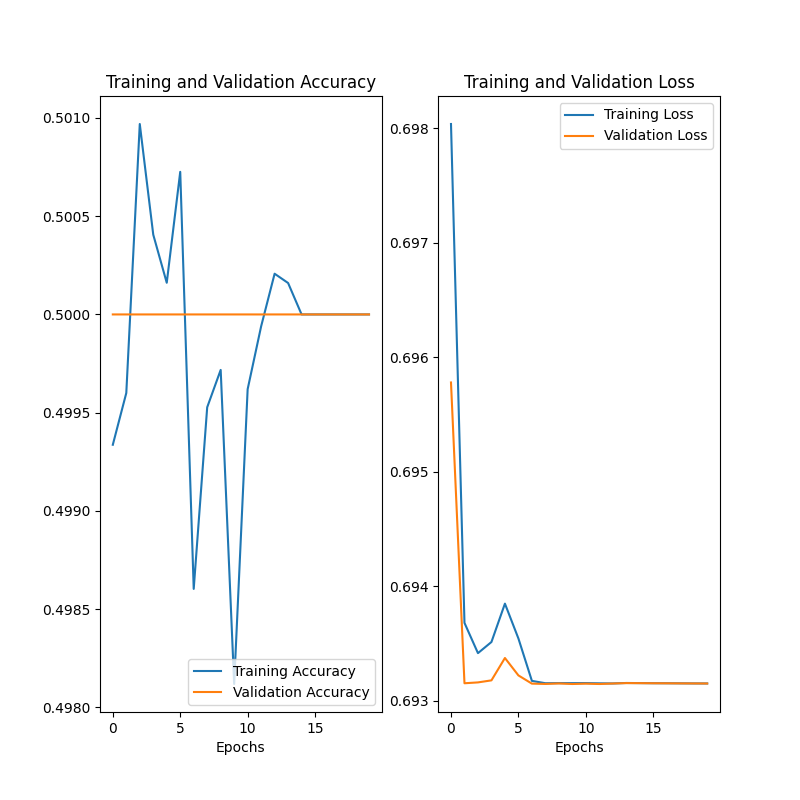 Training and Validation Accuracy
0.5010
0.5005
0.5000
0.4995
0.4990
0.4985
0.4980
Training Accuracy
Validation Accuracy
0 5 10 15
Epochs
Training and Validation Loss
Training Loss
Validation Loss
0.698
0.697
0.696
0.695
0.694
0.693
0 5 10 15
Epochs